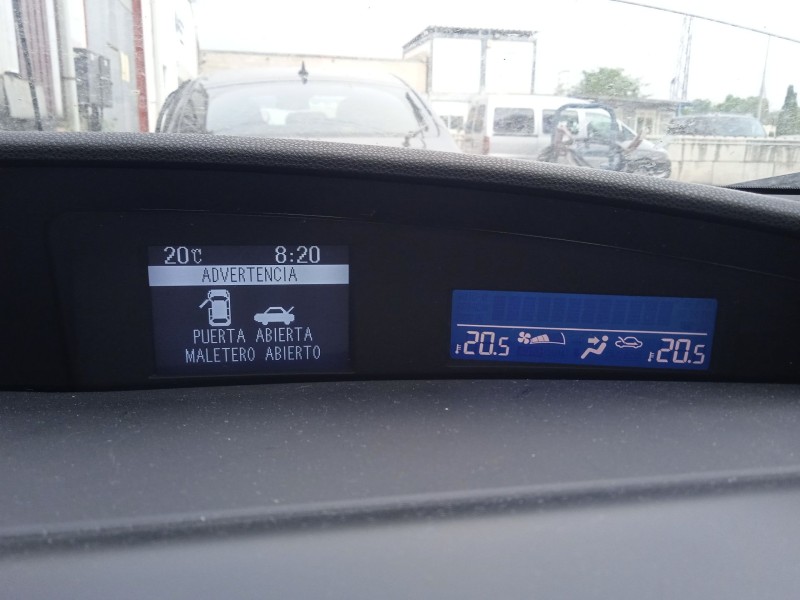 20℃ 8:20
ADVERTENCIA
PUERTA ABIERTA
MALETERO ABIERTO
20.5 20.5